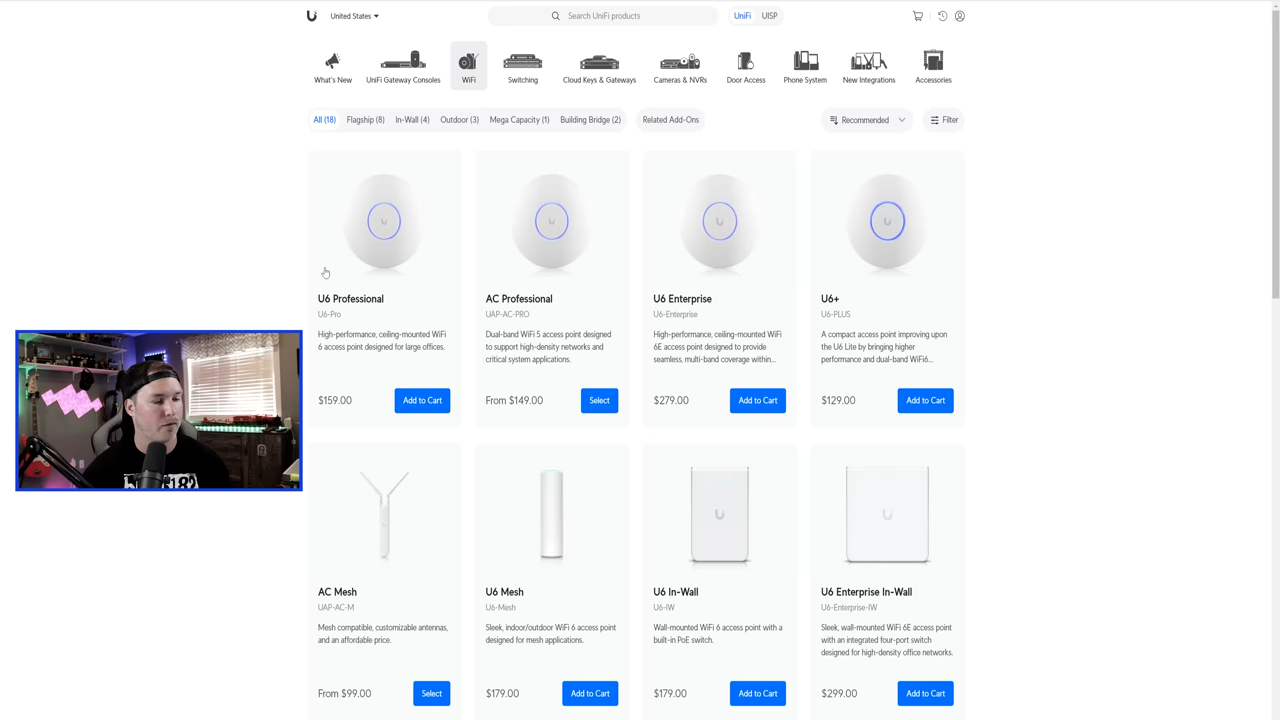 United States
Search UniFi products
UniFi
UISP
What's New
UniFi Gateway Consoles
WiFi
Switching
Cloud Keys & Gateways
Cameras & NVRs
Door Access
Phone System
New Integrations
Accessories
All (18)
Flagship (8)
In-Wall (4)
Outdoor (3)
Mega Capacity (1)
Building Bridge (2)
Related Add-Ons
Recommended
Filter
U6 Professional
U6-Pro
High-performance, ceiling-mounted WiFi
6 access point designed for large offices.
$159.00
Add to Cart
AC Professional
UAP-AC-PRO
Dual-band WiFi 5 access point designed
to support high-density networks and
critical system applications.
From $149.00
Select
U6 Enterprise
U6-Enterprise
High-performance, ceiling-mounted WiFi
6E access point designed to provide
seamless, multi-band coverage within...
$279.00
Add to Cart
U6+
U6-PLUS
A compact access point improving upon
the U6 Lite by bringing higher
performance and dual-band WiFi6...
$129.00
Add to Cart
AC Mesh
UAP-AC-M
Mesh compatible, customizable antennas,
and an affordable price.
From $99.00
Select
U6 Mesh
U6-Mesh
Sleek, indoor/outdoor WiFi 6 access point
designed for mesh applications.
$179.00
Add to Cart
U6 In-Wall
U6-IW
Wall-mounted WiFi 6 access point with a
built-in PoE switch.
$179.00
Add to Cart
U6 Enterprise In-Wall
U6-Enterprise-IW
Sleek, wall-mounted WiFi 6E access point
with an integrated four-port switch
designed for high-density office networks.
$299.00
Add to Cart